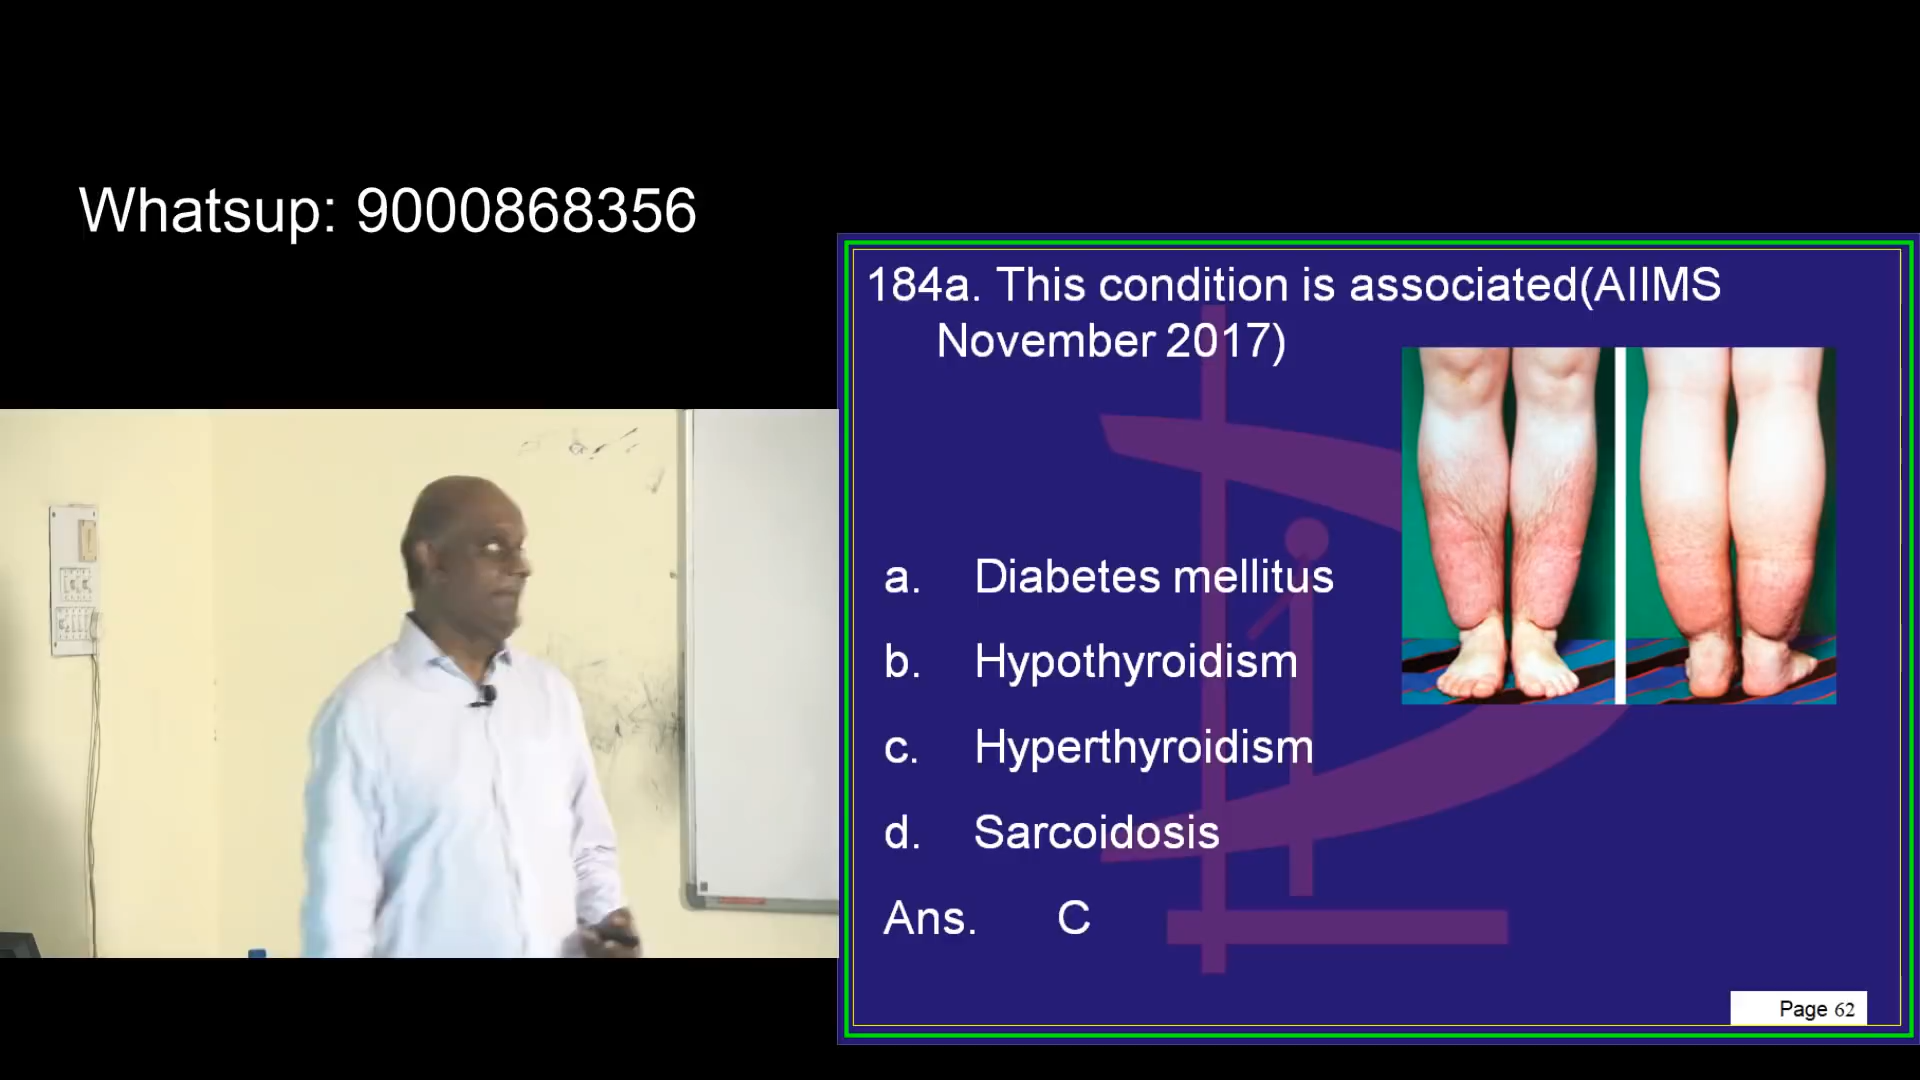 Whatsup: 9000868356
184a. This condition is associated(AIIMS
November 2017)
a. Diabetes mellitus
b. Hypothyroidism
c. Hyperthyroidism
d. Sarcoidosis
Ans. C
Page 62